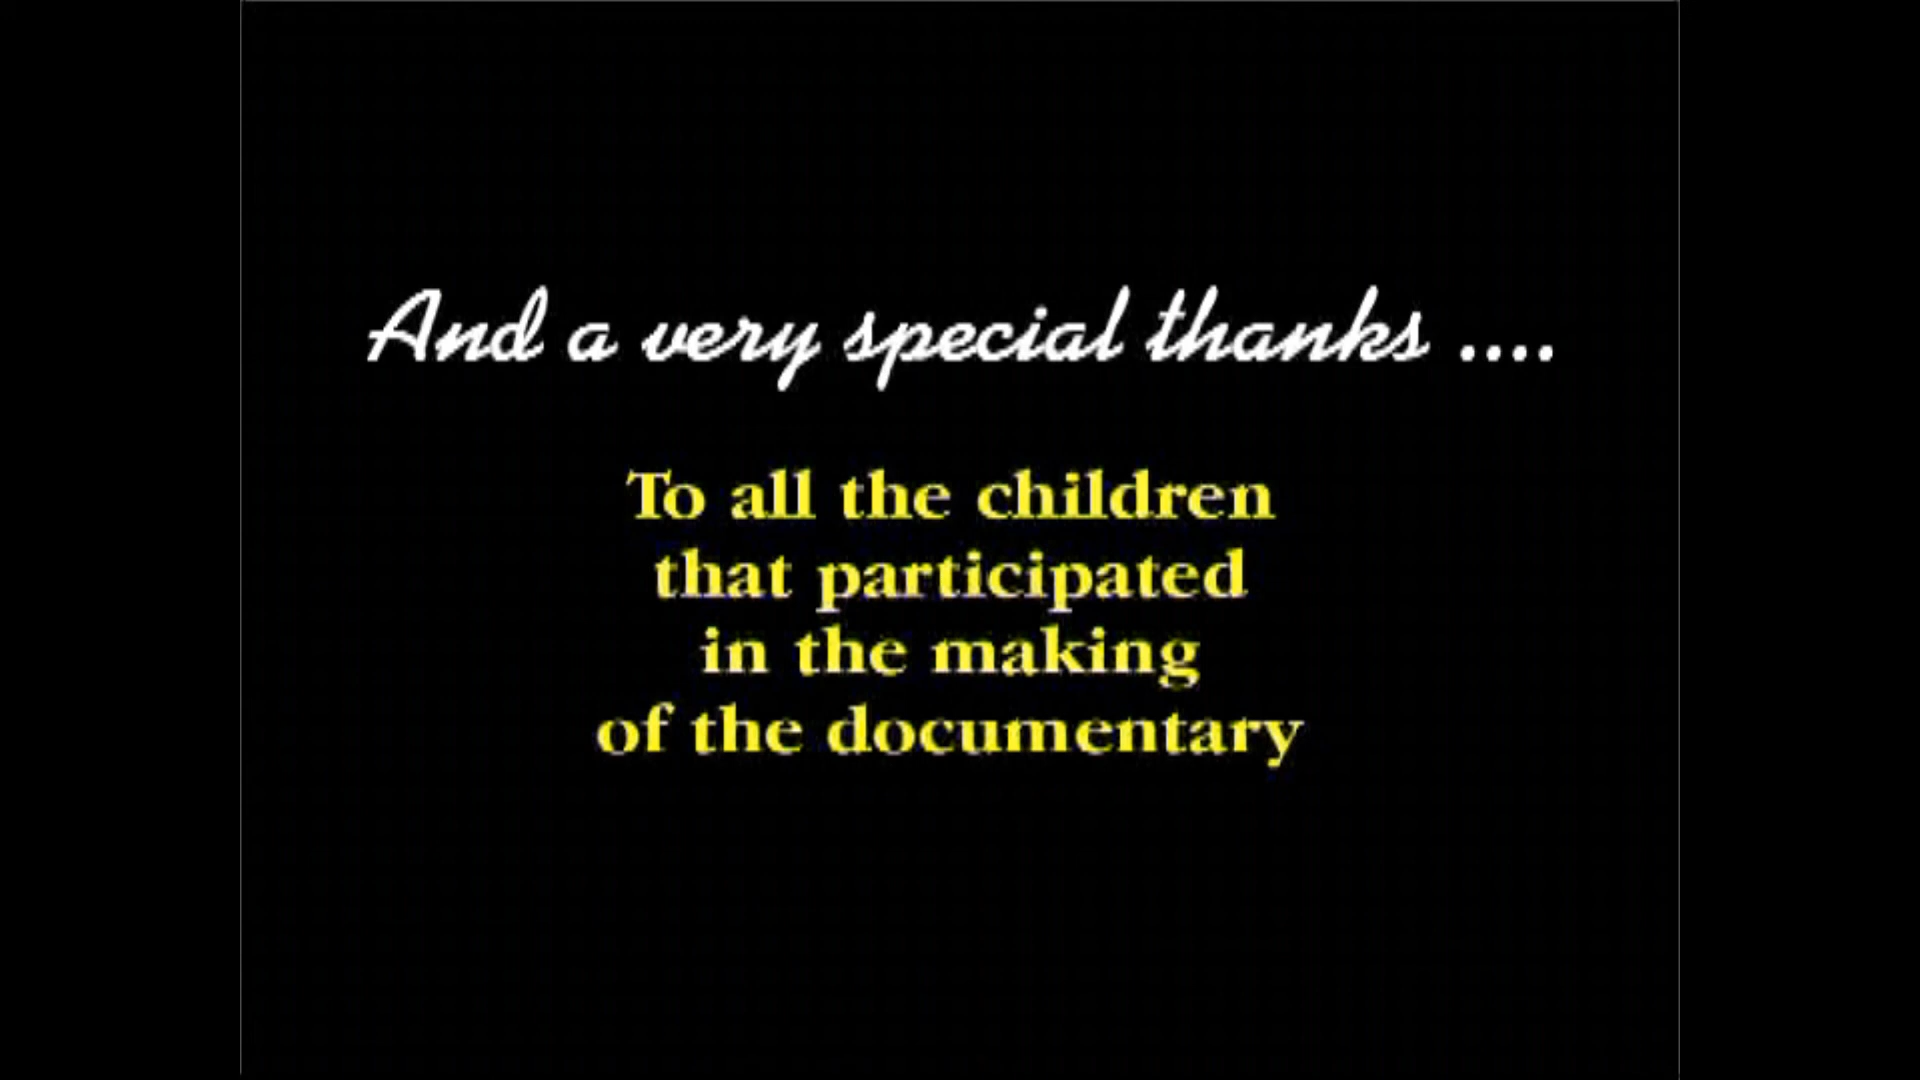 And a very special thanks ....
To all the children
that participated
in the making
of the documentary